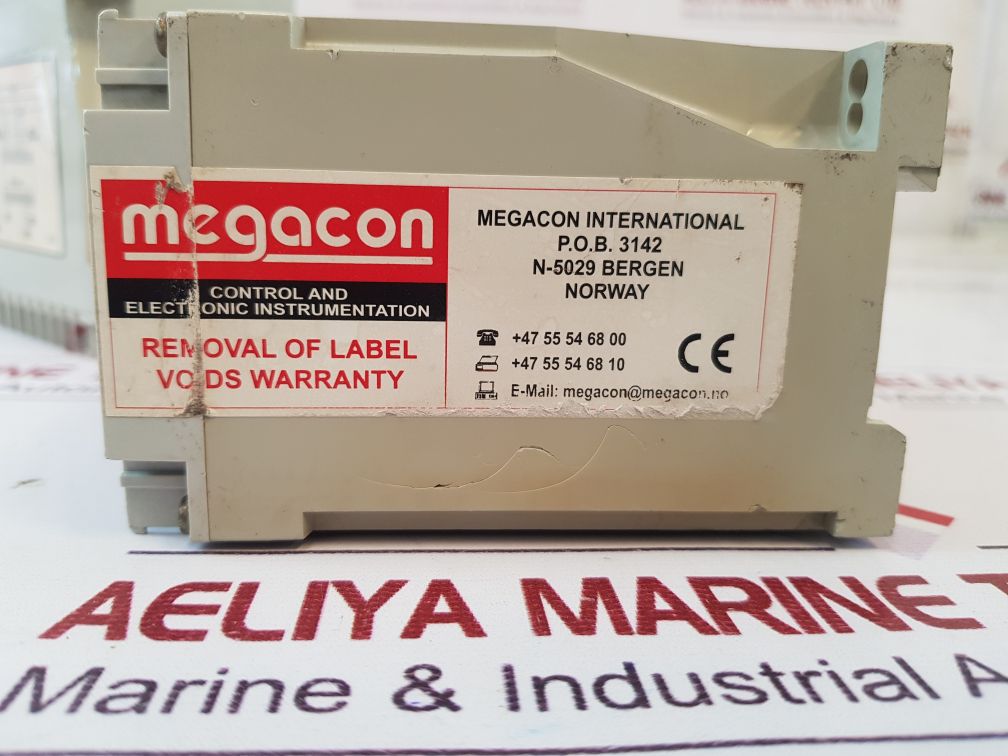 megacon
CONTROL AND
ELECTRONIC INSTRUMENTATION
REMOVAL OF LABEL
VOIDS WARRANTY
MEGACON INTERNATIONAL
P.O.B. 3142
N-5029 BERGEN
NORWAY
+47 55 54 68 00
+47 55 54 68 10
E-Mail: megacon@megacon.no
CE
AELIYA MARINE T
Marine & Industrial A